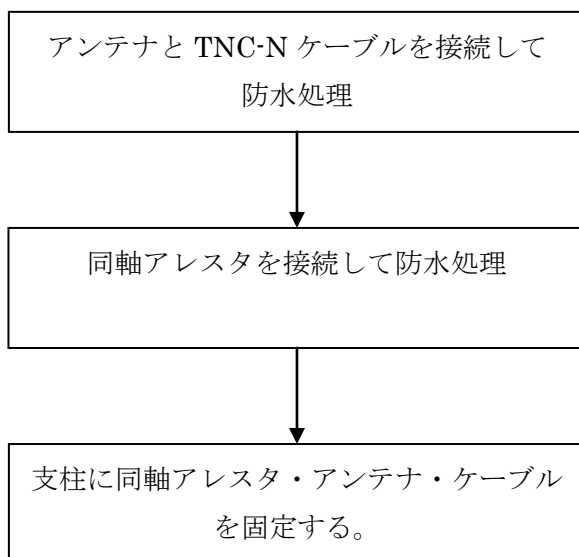 アンテナと TNC-N ケーブルを接続して
防水処理
同軸アレスタを接続して防水処理
支柱に同軸アレスタ・アンテナ・ケーブル
を固定する。